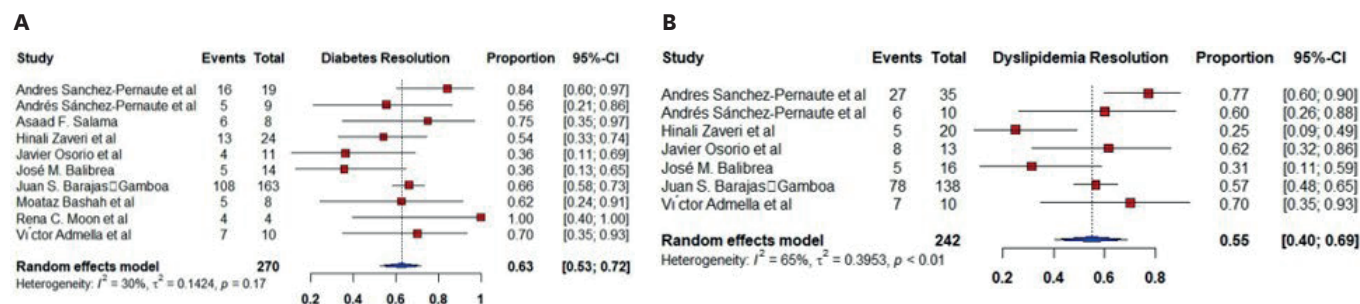 A
Study Events Total Diabetes Resolution Proportion 95%-CI
Andres Sanchez-Pernaute et al 16 19 0.84 [0.60; 0.97]
Andrés Sánchez-Pernaute et al 5 9 0.56 [0.21; 0.86]
Asaad F. Salama 6 8 0.75 [0.35; 0.97]
Hinali Zaveri et al 13 24 0.54 [0.33; 0.74]
Javier Osorio et al 4 11 0.36 [0.11; 0.69]
José M. Balibrea 5 14 0.36 [0.13; 0.65]
Juan S. Barajas□Gamboa 108 163 0.66 [0.58; 0.73]
Moataz Bashah et al 5 8 0.62 [0.24; 0.91]
Rena C. Moon et al 4 4 1.00 [0.40; 1.00]
Vı́ctor Admella et al 7 10 0.70 [0.35; 0.93]
Random effects model 270 0.63 [0.53; 0.72]
Heterogeneity: I² = 30%, τ² = 0.1424, p = 0.17
0.2 0.4 0.6 0.8 1
B
Study Events Total Dyslipidemia Resolution Proportion 95%-CI
Andres Sanchez-Pernaute et al 27 35 0.77 [0.60; 0.90]
Andrés Sánchez-Pernaute et al 6 10 0.60 [0.26; 0.88]
Hinali Zaveri et al 5 20 0.25 [0.09; 0.49]
Javier Osorio et al 8 13 0.62 [0.32; 0.86]
José M. Balibrea 5 16 0.31 [0.11; 0.59]
Juan S. Barajas□Gamboa 78 138 0.57 [0.48; 0.65]
Vı́ctor Admella et al 7 10 0.70 [0.35; 0.93]
Random effects model 242 0.55 [0.40; 0.69]
Heterogeneity: I² = 65%, τ² = 0.3953, p < 0.01
0.2 0.4 0.6 0.8